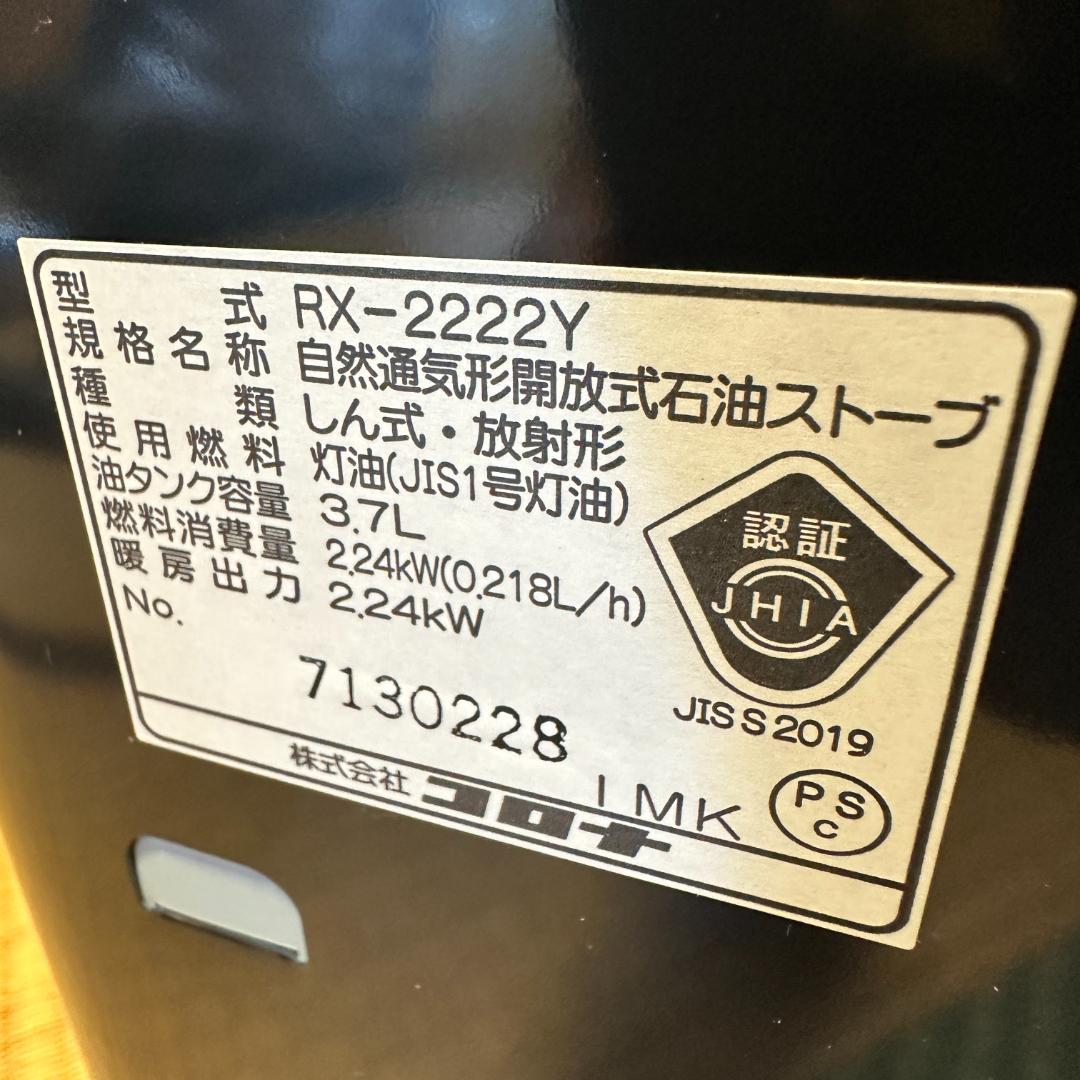 型式 RX-2222Y
規格名称 自然通気形開放式石油ストーブ
種類 しん式・放射形
使用燃料 灯油(JIS1号灯油)
油タンク容量 3.7L
燃料消費量 2.24kW(0.218L/h)
暖房出力 2.24kW
No.
7130228
認証
JHIA
JIS S 2019
IMK
PS
C
株式会社 コロナ